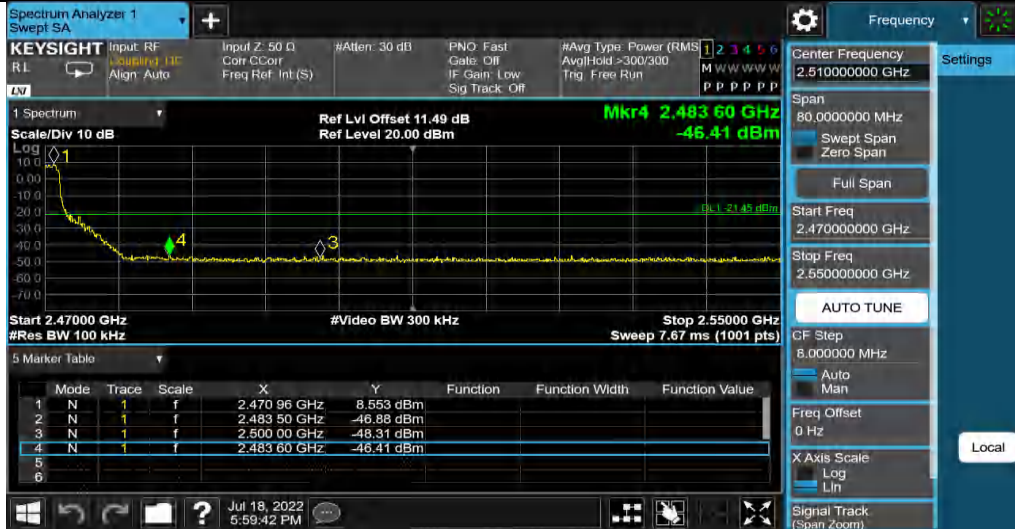 Spectrum Analyzer 1
Swept SA
+
Frequency
KEYSIGHT
RL
LXI
Input: RF
Coupling: DC
Align: Auto
Input Z: 50 Ω
Corr CCorr
Freq Ref: Int (S)
#Atten: 30 dB
PNO: Fast
Gate: Off
IF Gain: Low
Sig Track: Off
#Avg Type: Power (RMS
Avg|Hold >300/300
Trig: Free Run
1 2 3 4 5 6
M W W W W W
P P P P P P
1 Spectrum
Scale/Div 10 dB
Ref Lvl Offset 11.49 dB
Ref Level 20.00 dBm
Mkr4 2.483 60 GHz
-46.41 dBm
Log
10.0
0.00
-10.0
-20.0
-30.0
-40.0
-50.0
-60.0
-70.0
1
4
3
DL1 -21.45 dBm
Start 2.47000 GHz
#Res BW 100 kHz
#Video BW 300 kHz
Stop 2.55000 GHz
Sweep 7.67 ms (1001 pts)
5 Marker Table
Mode Trace Scale X Y Function Function Width Function Value
1 N 1 f 2.470 96 GHz 8.553 dBm
2 N 1 f 2.483 50 GHz -46.88 dBm
3 N 1 f 2.500 00 GHz -48.31 dBm
4 N 1 f 2.483 60 GHz -46.41 dBm
5
6
?
Jul 18, 2022
5:59:42 PM
Center Frequency
2.510000000 GHz
Span
80.0000000 MHz
Swept Span
Zero Span
Full Span
Start Freq
2.470000000 GHz
Stop Freq
2.550000000 GHz
AUTO TUNE
CF Step
8.000000 MHz
Auto
Man
Freq Offset
0 Hz
X Axis Scale
Log
Lin
Signal Track
(Span Zoom)
Settings
Local